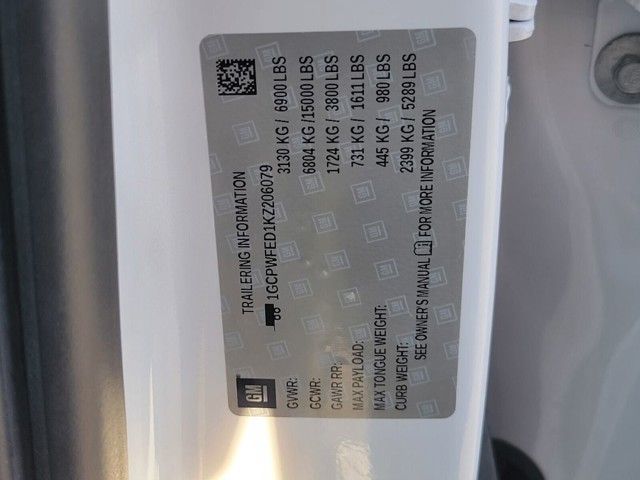 GM
TRAILERING INFORMATION
1GCPWFED1KZ206079
GVWR: 3130 KG / 6900 LBS
GCWR: 6804 KG /15000 LBS
GAWR RR: 1724 KG / 3800 LBS
MAX PAYLOAD: 731 KG / 1611 LBS
MAX TONGUE WEIGHT: 445 KG / 980 LBS
CURB WEIGHT: 2399 KG / 5289 LBS
SEE OWNER'S MANUAL FOR MORE INFORMATION